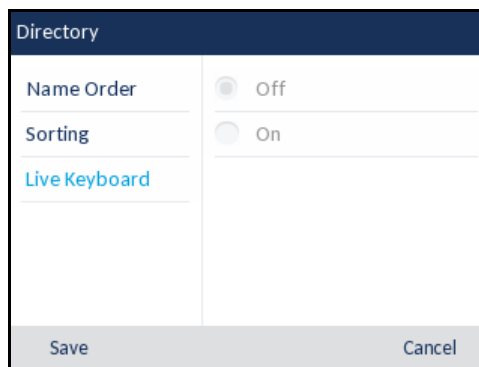 Directory
Name Order
Off
Sorting
On
Live Keyboard
Save
Cancel